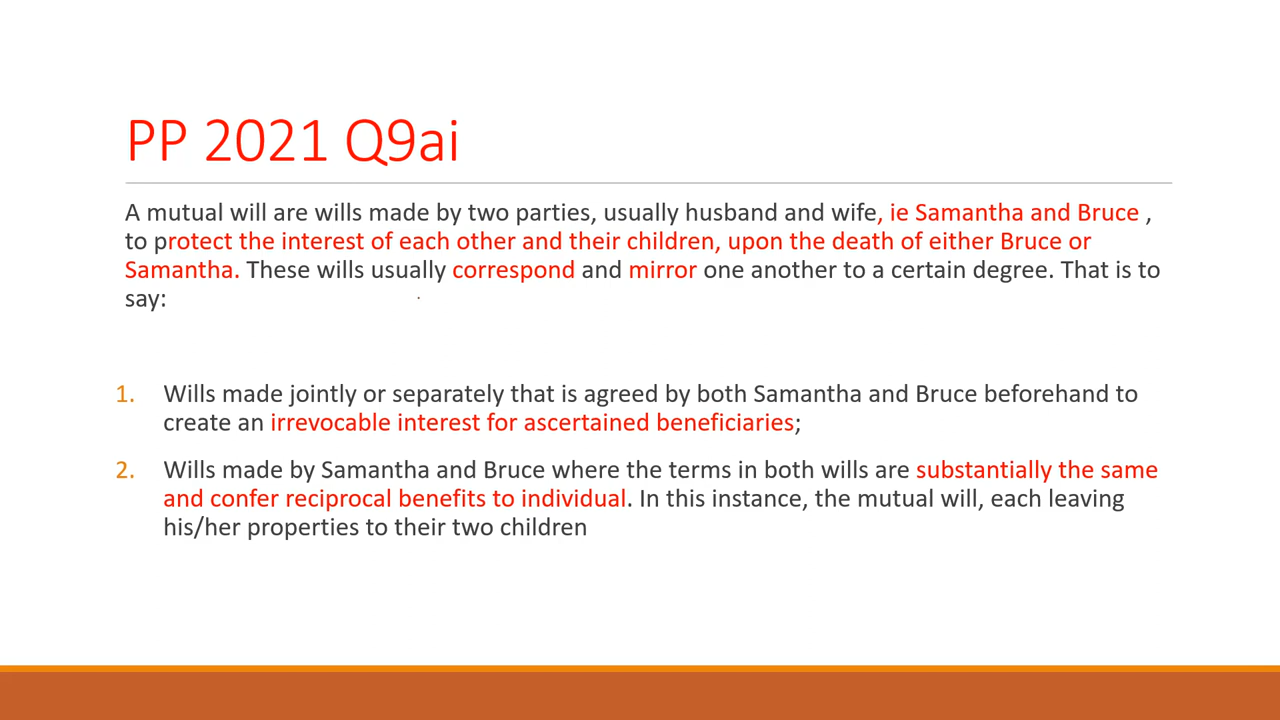 PP 2021 Q9ai
A mutual will are wills made by two parties, usually husband and wife, ie Samantha and Bruce ,
to protect the interest of each other and their children, upon the death of either Bruce or
Samantha. These wills usually correspond and mirror one another to a certain degree. That is to
say:
1. Wills made jointly or separately that is agreed by both Samantha and Bruce beforehand to
create an irrevocable interest for ascertained beneficiaries;
2. Wills made by Samantha and Bruce where the terms in both wills are substantially the same
and confer reciprocal benefits to individual. In this instance, the mutual will, each leaving
his/her properties to their two children